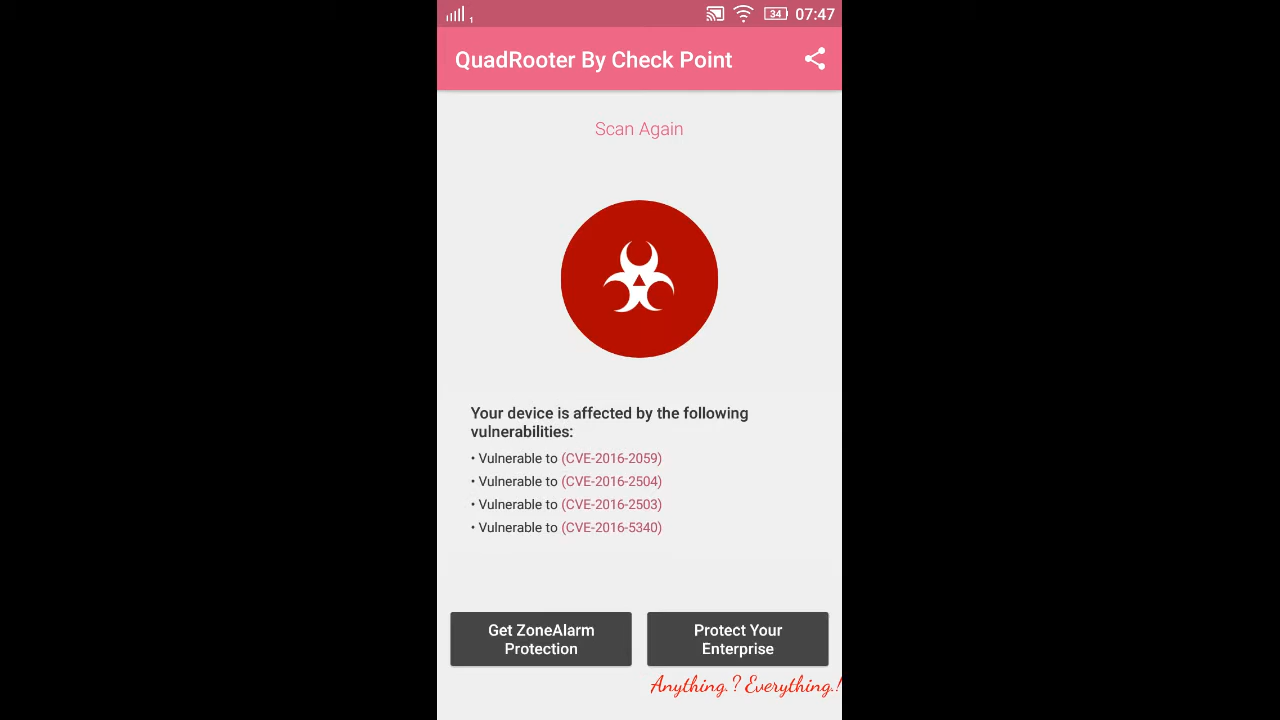 1 34 07:47
QuadRooter By Check Point
Scan Again
Your device is affected by the following
vulnerabilities:
• Vulnerable to (CVE-2016-2059)
• Vulnerable to (CVE-2016-2504)
• Vulnerable to (CVE-2016-2503)
• Vulnerable to (CVE-2016-5340)
Get ZoneAlarm
Protection
Protect Your
Enterprise
Anything.? Everything.!